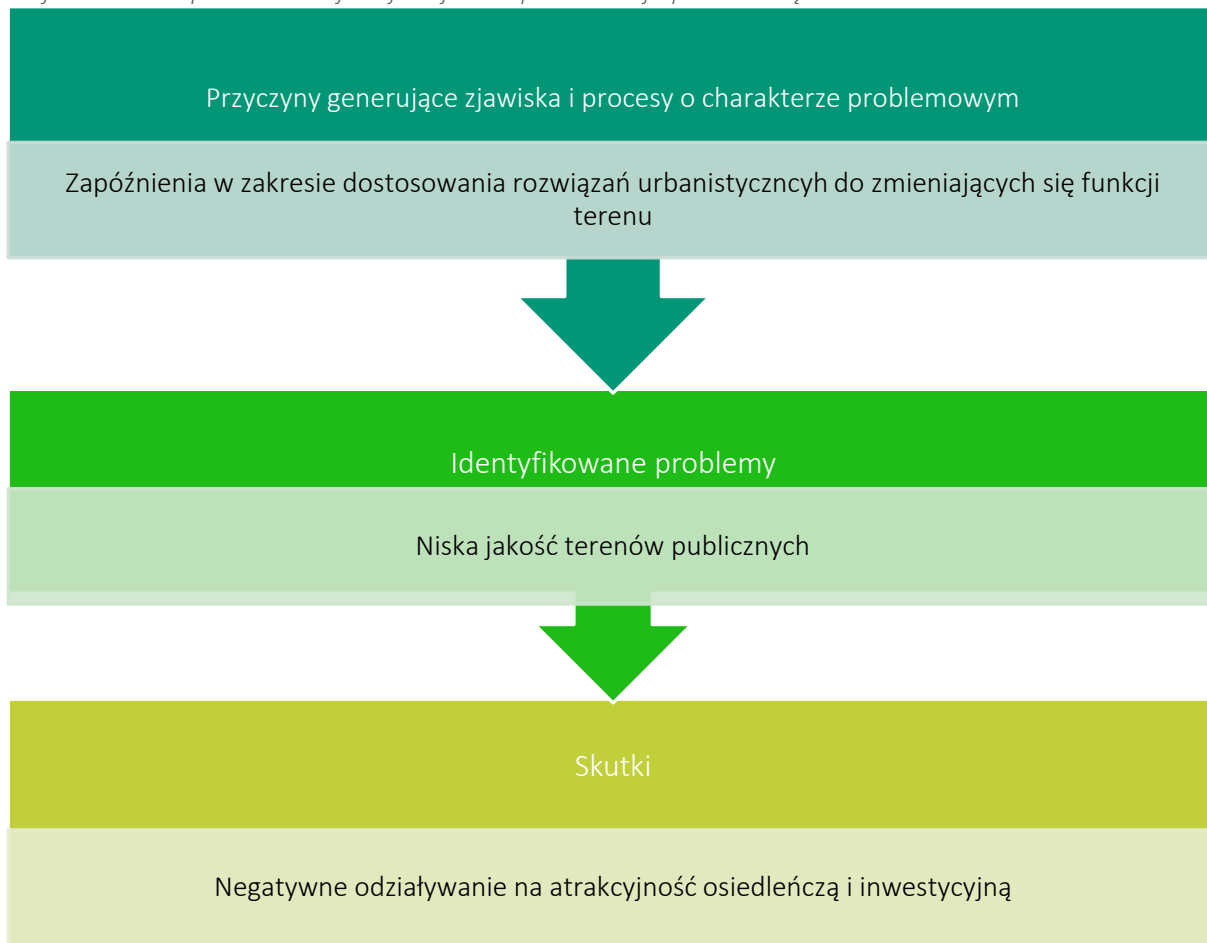 Przyczyny generujące zjawiska i procesy o charakterze problemowym
Zapóźnienia w zakresie dostosowania rozwiązań urbanistyczncyh do zmieniających się funkcji
terenu
Identyfikowane problemy
Niska jakość terenów publicznych
Skutki
Negatywne odziaływanie na atrakcyjność osiedleńczą i inwestycyjną